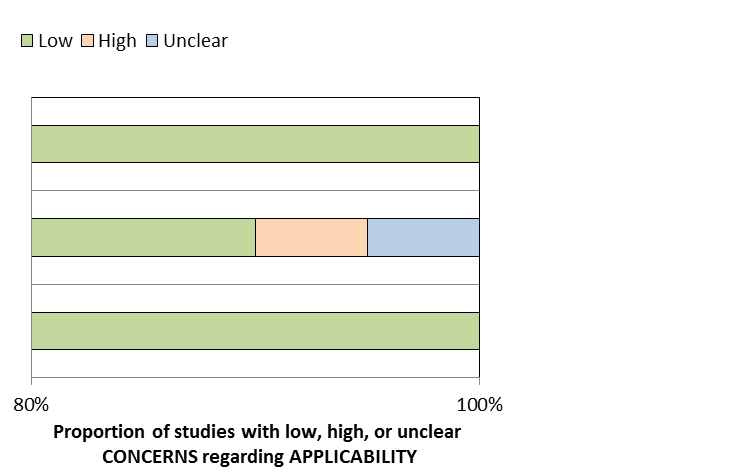 Low High Unclear
80% 100%
Proportion of studies with low, high, or unclear
CONCERNS regarding APPLICABILITY